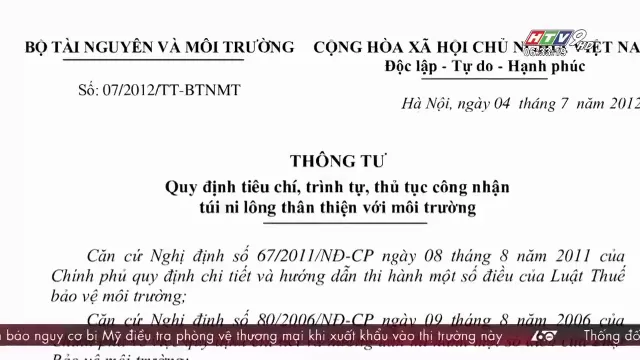 BỘ TÀI NGUYÊN VÀ MÔI TRƯỜNG
CỘNG HÒA XÃ HỘI CHỦ NGHĨA VIỆT NA
HTV9
Độc lập - Tự do - Hạnh phúc
Số: 07/2012/TT-BTNMT
Hà Nội, ngày 04 tháng 7 năm 2012
THÔNG TƯ
Quy định tiêu chí, trình tự, thủ tục công nhận
túi ni lông thân thiện với môi trường
Căn cứ Nghị định số 67/2011/NĐ-CP ngày 08 tháng 8 năm 2011 của
Chính phủ quy định chi tiết và hướng dẫn thi hành một số điều của Luật Thuế
bảo vệ môi trường;
Căn cứ Nghị định số 80/2006/NĐ-CP ngày 09 tháng 8 năm 2006 của
báo nguy cơ bị Mỹ điều tra phòng vệ thương mại khi xuất khẩu vào thị trường này
Thống đố
Bảo vệ môi trường;